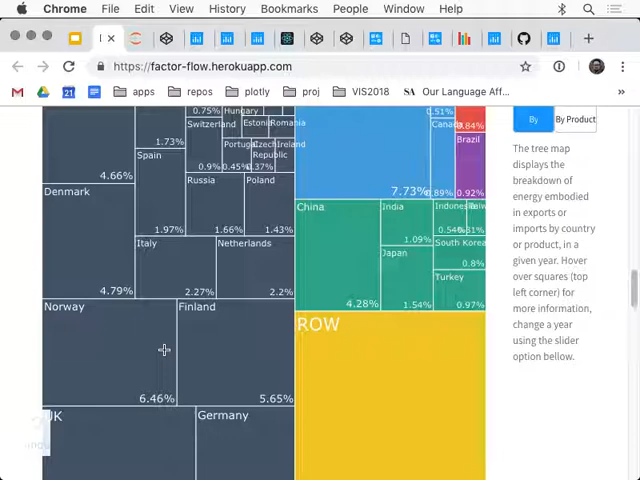 Chrome File Edit View History Bookmarks People Window Help
https://factor-flow.herokuapp.com
apps repos plotly proj VIS2018 SA Our Language Aff...
0.75% Hungary
Switzerland Estonia Romania
Portugal Czech Republic Ireland
1.73% 0.9% 0.45% 0.37%
4.66%
Spain 1.97%
Russia 1.66%
Poland 1.43%
Denmark 4.79%
Italy 2.27%
Netherlands 2.2%
Norway 6.46%
Finland 5.65%
UK
Germany
7.73%
0.51%
Canada 0.89%
0.84%
Brazil 0.92%
China 4.28%
India 1.09%
Japan 1.54%
0.54%
South Korea 0.8%
Turkey 0.97%
ROW
By
By Product
The tree map
displays the
breakdown of
energy embodied
in exports or
imports by country
or product, in a
given year. Hover
over squares (top
left corner) for
more information,
change a year
using the slider
option below.